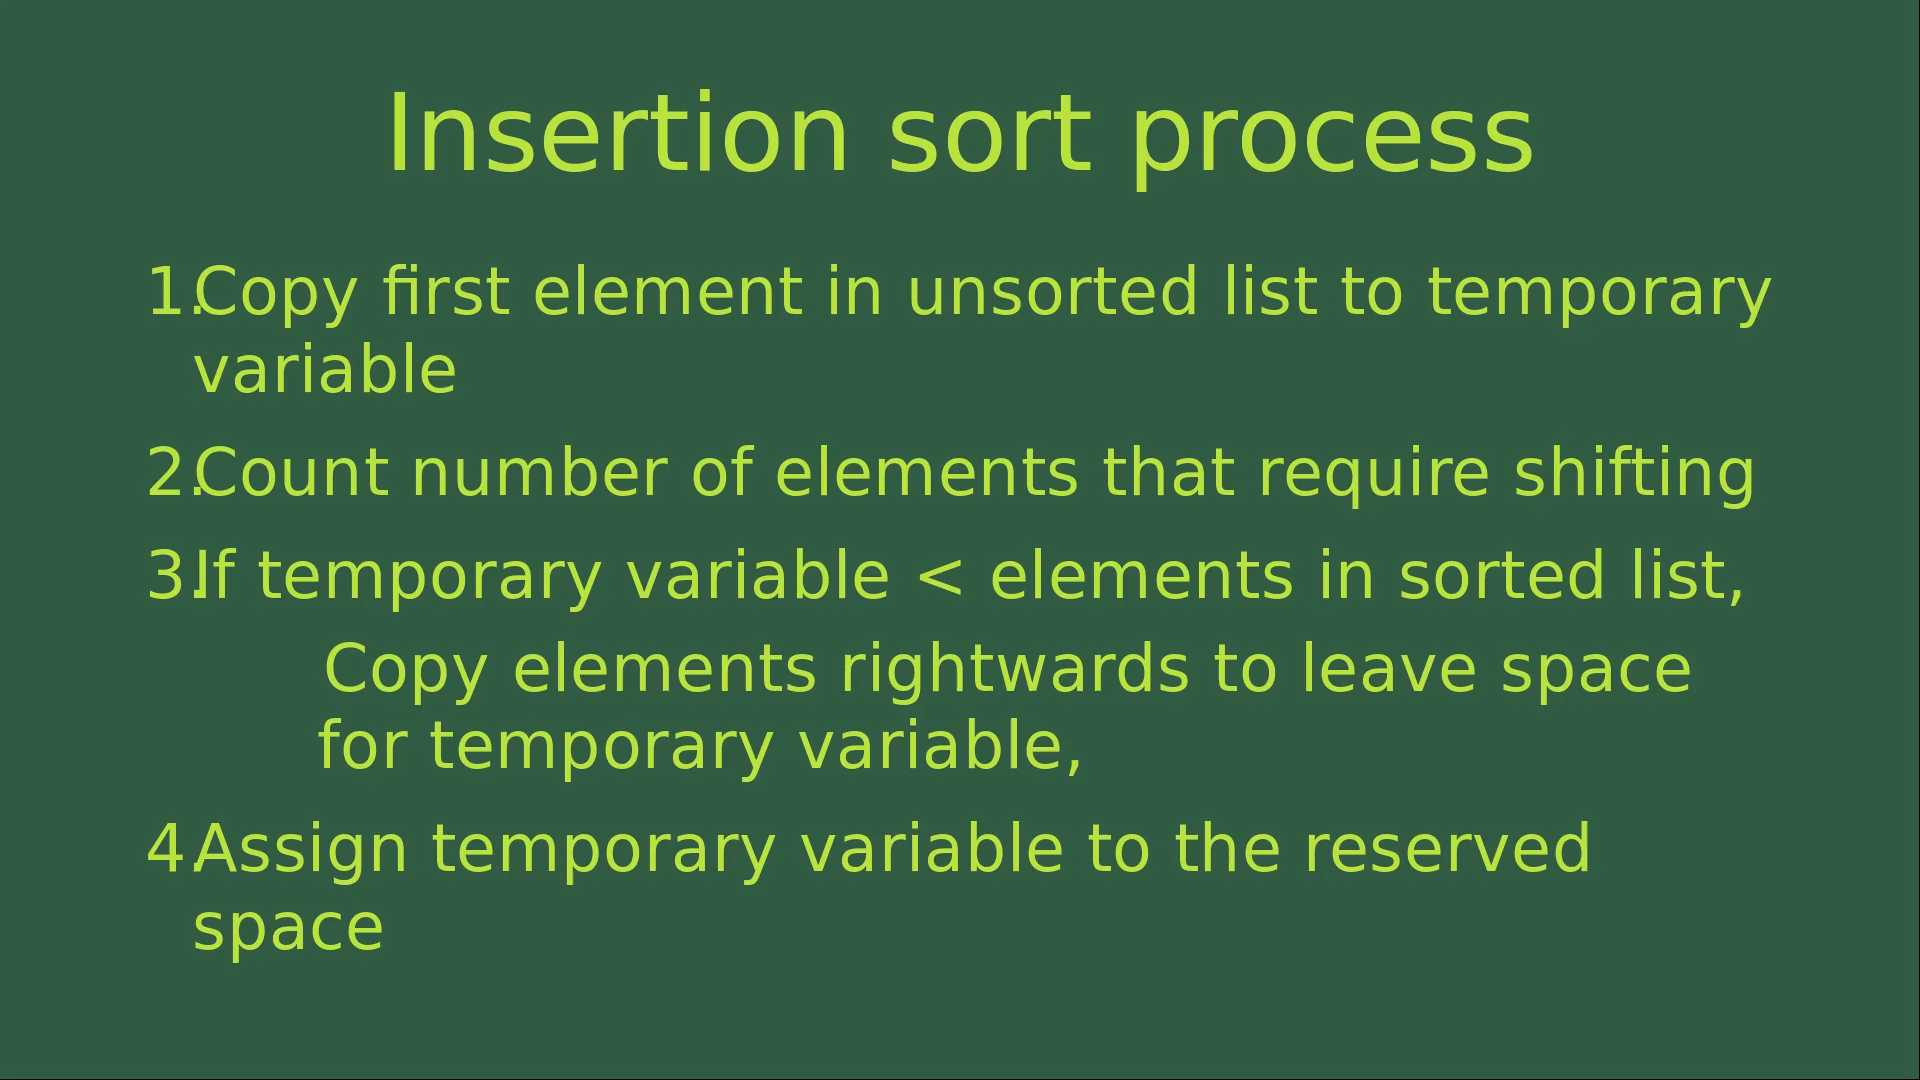 Insertion sort process
1.Copy first element in unsorted list to temporary
variable
2.Count number of elements that require shifting
3.If temporary variable < elements in sorted list,
Copy elements rightwards to leave space
for temporary variable,
4.Assign temporary variable to the reserved
space